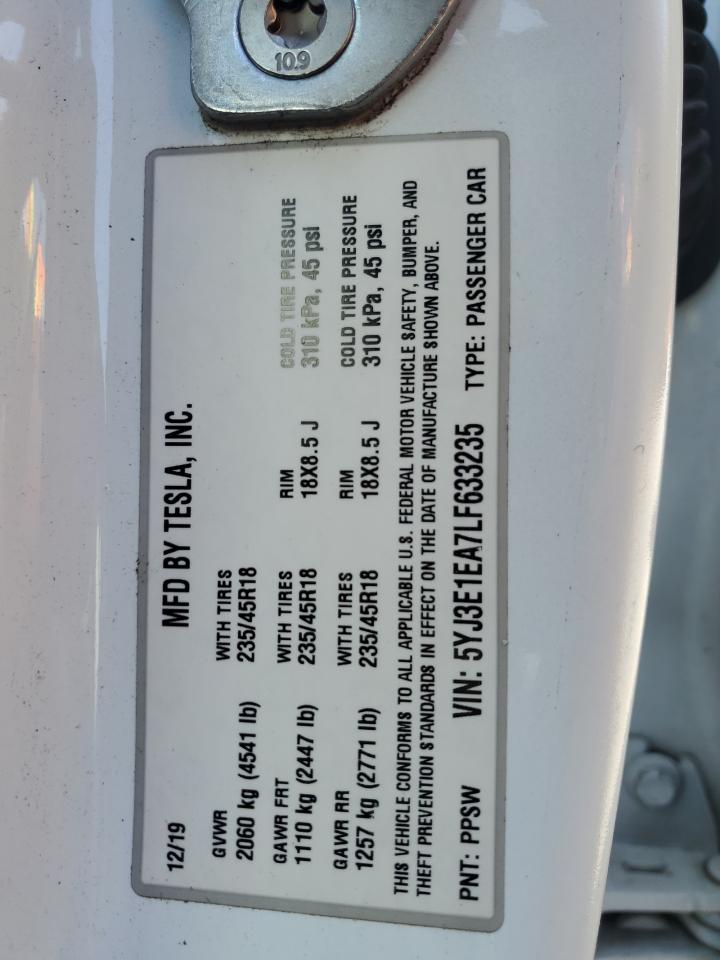 10.9
12/19 MFD BY TESLA, INC.
GVWR WITH TIRES
2060 kg (4541 lb) 235/45R18
GAWR FRT WITH TIRES RIM COLD TIRE PRESSURE
1110 kg (2447 lb) 235/45R18 18X8.5 J 310 kPa, 45 psi
GAWR RR WITH TIRES RIM COLD TIRE PRESSURE
1257 kg (2771 lb) 235/45R18 18X8.5 J 310 kPa, 45 psi
THIS VEHICLE CONFORMS TO ALL APPLICABLE U.S. FEDERAL MOTOR VEHICLE SAFETY, BUMPER, AND
THEFT PREVENTION STANDARDS IN EFFECT ON THE DATE OF MANUFACTURE SHOWN ABOVE.
PNT: PPSW VIN: 5YJ3E1EA7LF633235 TYPE: PASSENGER CAR